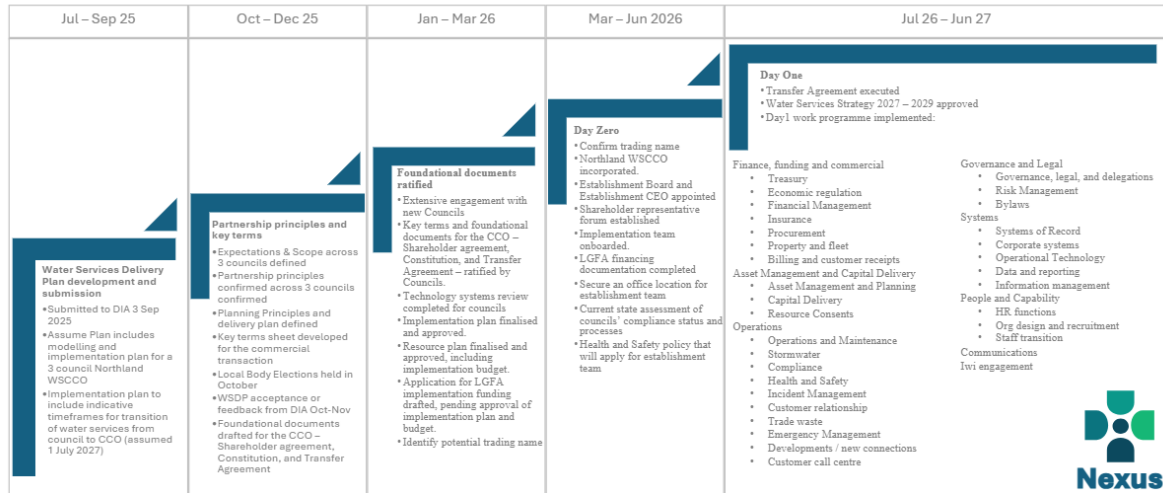 Jul – Sep 25
Oct – Dec 25
Jan – Mar 26
Mar – Jun 2026
Jul 26 – Jun 27
Water Services Delivery
Plan development and
submission
•Submitted to DIA 3 Sep
2025
•Assume Plan includes
modelling and
implementation plan for a
3 council Northland
WSCCO
•Implementation plan to
include indicative
timeframes for transition
of water services from
council to CCO (assumed
1 July 2027)
Partnership principles and
key terms
•Expectations & Scope across
3 councils defined
•Partnership principles
confirmed across 3 councils
confirmed
•Planning Principles and
delivery plan defined
•Key terms sheet developed
for the commercial
transaction
•Local Body Elections held in
October
•WSDP acceptance or
feedback from DIA Oct-Nov
•Foundational documents
drafted for the CCO –
Shareholder agreement,
Constitution, and Transfer
Agreement
Foundational documents
ratified
•Extensive engagement with
new Councils
•Key terms and foundational
documents for the CCO –
Shareholder agreement,
Constitution, and Transfer
Agreement – ratified by
Councils.
•Technology systems review
completed for councils
•Implementation plan finalised
and approved.
•Resource plan finalised and
approved, including
implementation budget.
•Application for LGFA
implementation funding
drafted, pending approval of
implementation plan and
budget.
•Identify potential trading name
Day Zero
•Confirm trading name
•Northland WSCCO
incorporated.
•Establishment Board and
Establishment CEO appointed
•Shareholder representative
forum established
•Implementation team
onboarded.
•LGFA financing
documentation completed
•Secure an office location for
establishment team
•Current state assessment of
councils' compliance status and
processes
•Health and Safety policy that
will apply for establishment
team
Day One
•Transfer Agreement executed
•Water Services Strategy 2027 – 2029 approved
•Day1 work programme implemented:
Finance, funding and commercial
• Treasury
• Economic regulation
• Financial Management
• Insurance
• Procurement
• Property and fleet
• Billing and customer receipts
Asset Management and Capital Delivery
• Asset Management and Planning
• Capital Delivery
• Resource Consents
Operations
• Operations and Maintenance
• Stormwater
• Compliance
• Health and Safety
• Incident Management
• Customer relationship
• Trade waste
• Emergency Management
• Developments / new connections
• Customer call centre
Governance and Legal
• Governance, legal, and delegations
• Risk Management
• Bylaws
Systems
• Systems of Record
• Corporate systems
• Operational Technology
• Data and reporting
• Information management
People and Capability
• HR functions
• Org design and recruitment
• Staff transition
Communications
Iwi engagement
Nexus